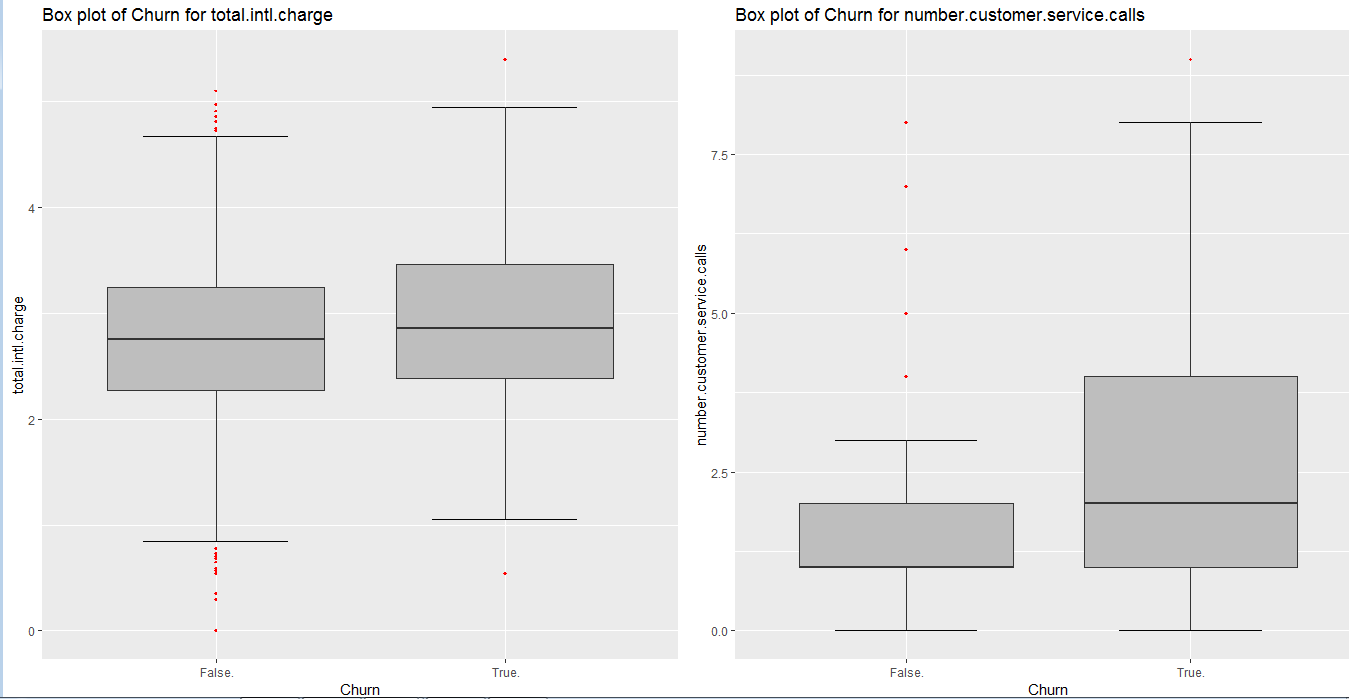 Box plot of Churn for total.intl.charge
total.intl.charge
4
2
0
False.
True.
Churn
Box plot of Churn for number.customer.service.calls
number.customer.service.calls
7.5
5.0
2.5
0.0
False.
True.
Churn